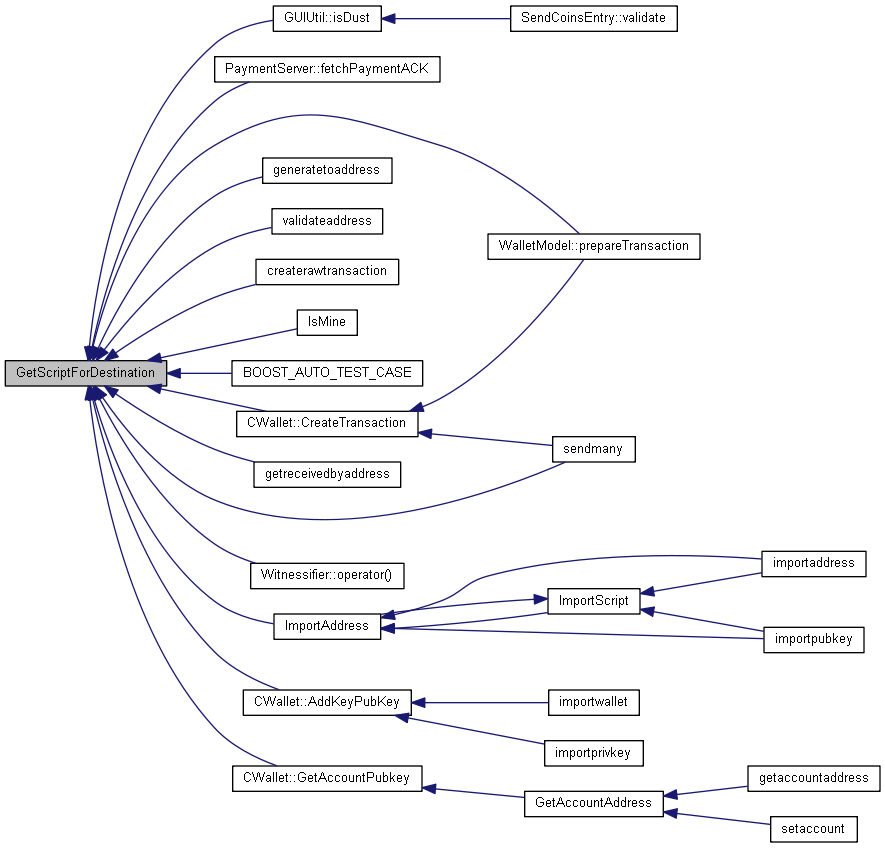 GUIUtil::isDust
SendCoinsEntry::validate
PaymentServer::fetchPaymentACK
generatetoaddress
validateaddress
WalletModel::prepareTransaction
createrawtransaction
IsMine
GetScriptForDestination
BOOST_AUTO_TEST_CASE
CWallet::CreateTransaction
sendmany
getreceivedbyaddress
Witnessifier::operator()
importaddress
ImportScript
ImportAddress
importpubkey
CWallet::AddKeyPubKey
importwallet
importprivkey
CWallet::GetAccountPubkey
getaccountaddress
GetAccountAddress
setaccount